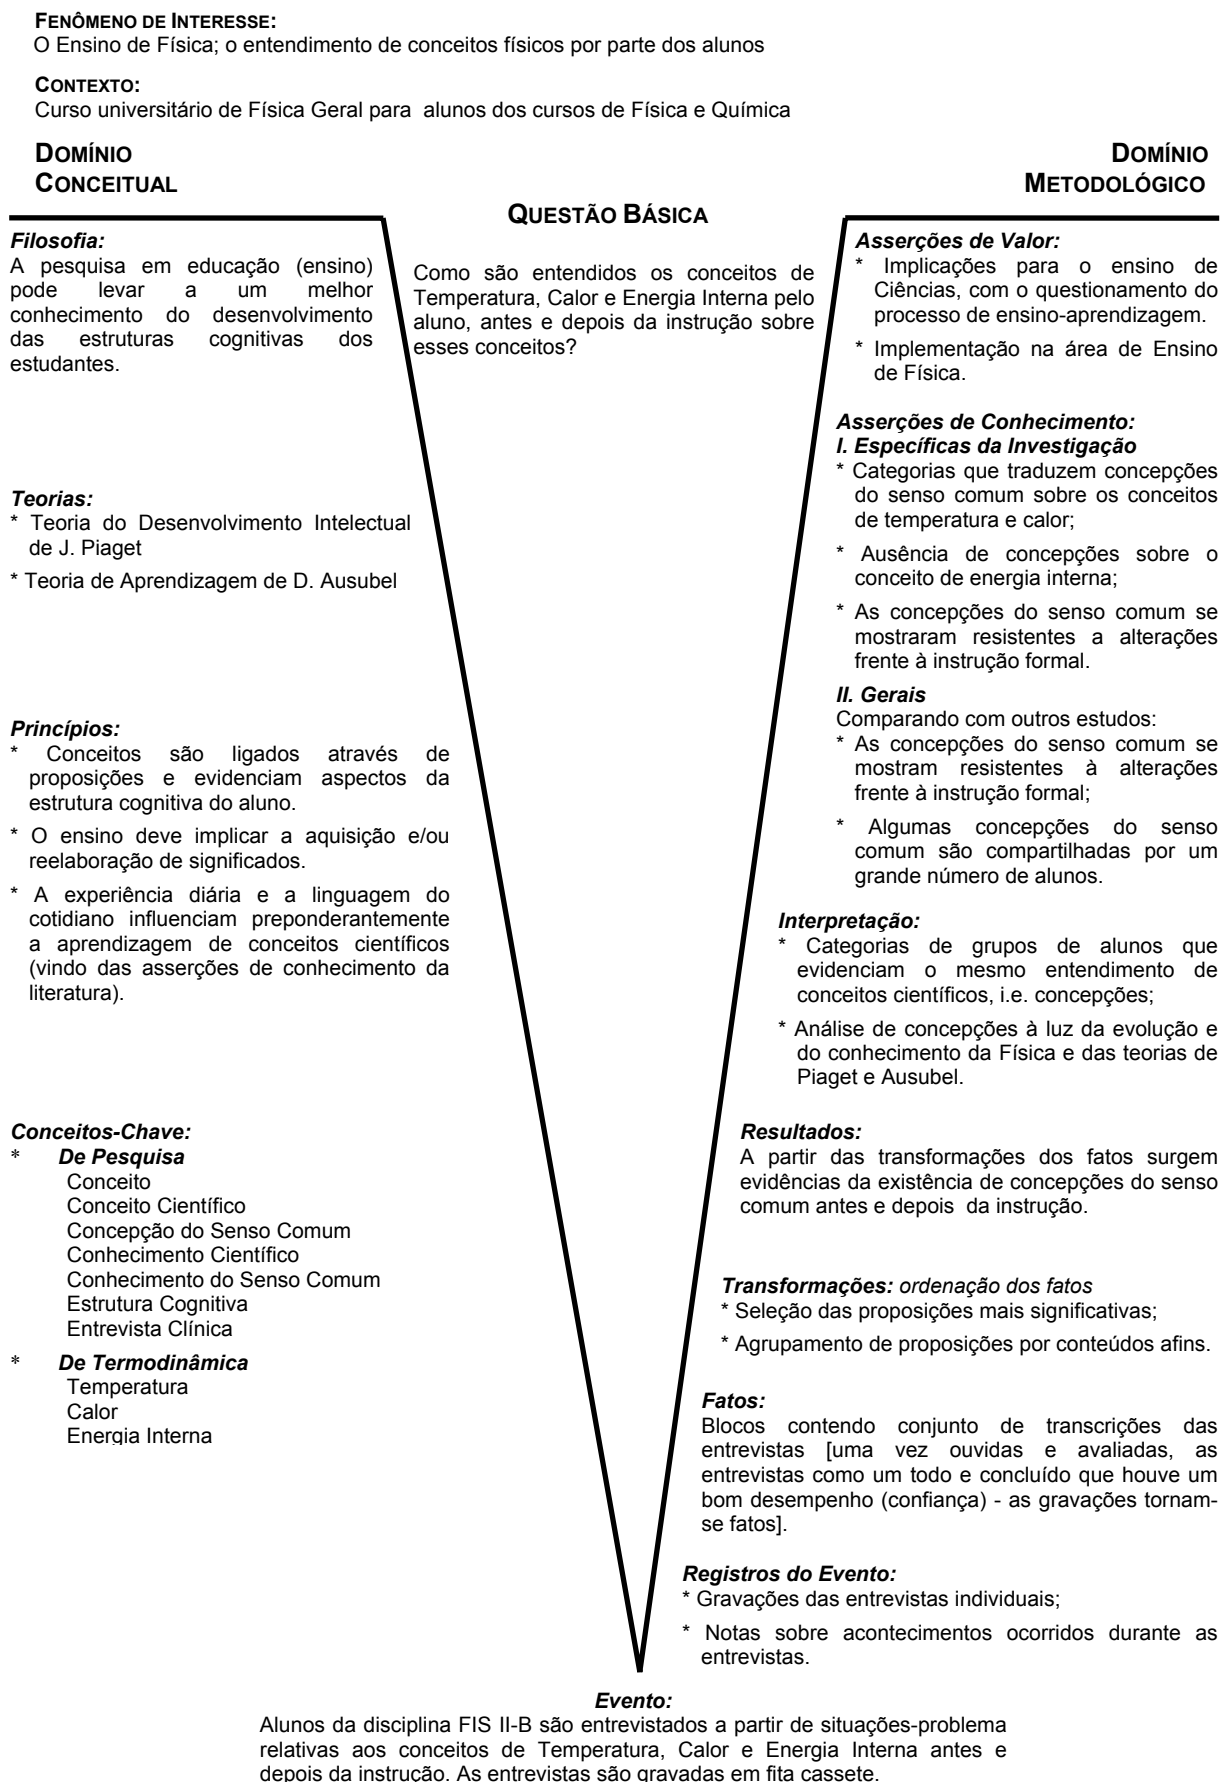 FENÔMENO DE INTERESSE:
O Ensino de Física; o entendimento de conceitos físicos por parte dos alunos
CONTEXTO:
Curso universitário de Física Geral para alunos dos cursos de Física e Química
DOMÍNIO
CONCEITUAL
Filosofia:
A pesquisa em educação (ensino)
pode levar a um melhor
conhecimento do desenvolvimento
das estruturas cognitivas dos
estudantes.
Teorias:
* Teoria do Desenvolvimento Intelectual
de J. Piaget
* Teoria de Aprendizagem de D. Ausubel
Princípios:
* Conceitos são ligados através de
proposições e evidenciam aspectos da
estrutura cognitiva do aluno.
* O ensino deve implicar a aquisição e/ou
reelaboração de significados.
* A experiência diária e a linguagem do
cotidiano influenciam preponderantemente
a aprendizagem de conceitos científicos
(vindo das asserções de conhecimento da
literatura).
Conceitos-Chave:
* De Pesquisa
Conceito
Conceito Científico
Concepção do Senso Comum
Conhecimento Científico
Conhecimento do Senso Comum
Estrutura Cognitiva
Entrevista Clínica
* De Termodinâmica
Temperatura
Calor
Energia Interna
QUESTÃO BÁSICA
Como são entendidos os conceitos de
Temperatura, Calor e Energia Interna pelo
aluno, antes e depois da instrução sobre
esses conceitos?
DOMÍNIO
METODOLÓGICO
Asserções de Valor:
* Implicações para o ensino de
Ciências, com o questionamento do
processo de ensino-aprendizagem.
* Implementação na área de Ensino
de Física.
Asserções de Conhecimento:
I. Específicas da Investigação
* Categorias que traduzem concepções
do senso comum sobre os conceitos
de temperatura e calor;
* Ausência de concepções sobre o
conceito de energia interna;
* As concepções do senso comum se
mostraram resistentes a alterações
frente à instrução formal.
II. Gerais
Comparando com outros estudos:
* As concepções do senso comum se
mostram resistentes à alterações
frente à instrução formal;
* Algumas concepções do senso
comum são compartilhadas por um
grande número de alunos.
Interpretação:
* Categorias de grupos de alunos que
evidenciam o mesmo entendimento de
conceitos científicos, i.e. concepções;
* Análise de concepções à luz da evolução e
do conhecimento da Física e das teorias de
Piaget e Ausubel.
Resultados:
A partir das transformações dos fatos surgem
evidências da existência de concepções do senso
comum antes e depois da instrução.
Transformações: ordenação dos fatos
* Seleção das proposições mais significativas;
* Agrupamento de proposições por conteúdos afins.
Fatos:
Blocos contendo conjunto de transcrições das
entrevistas [uma vez ouvidas e avaliadas, as
entrevistas como um todo e concluído que houve um
bom desempenho (confiança) - as gravações tornam-
se fatos].
Registros do Evento:
* Gravações das entrevistas individuais;
* Notas sobre acontecimentos ocorridos durante as
entrevistas.
Evento:
Alunos da disciplina FIS II-B são entrevistados a partir de situações-problema
relativas aos conceitos de Temperatura, Calor e Energia Interna antes e
depois da instrução. As entrevistas são gravadas em fita cassete.